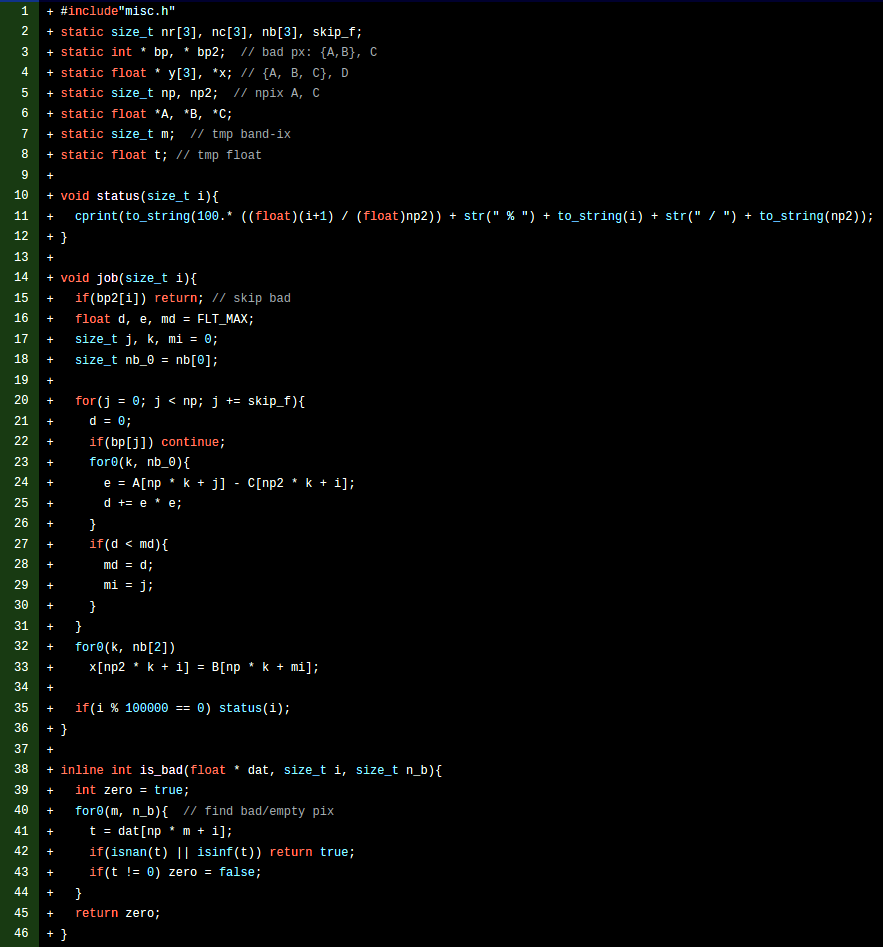 1 + #include"misc.h"
2 + static size_t nr[3], nc[3], nb[3], skip_f;
3 + static int * bp, * bp2;  // bad px: {A,B}, C
4 + static float * y[3], *x; // {A, B, C}, D
5 + static size_t np, np2;  // npix A, C
6 + static float *A, *B, *C;
7 + static size_t m;  // tmp band-ix
8 + static float t; // tmp float
9 +
10 + void status(size_t i){
11 +   cprint(to_string(100.* ((float)(i+1) / (float)np2)) + str(" % ") + to_string(i) + str(" / ") + to_string(np2));
12 + }
13 +
14 + void job(size_t i){
15 +   if(bp2[i]) return; // skip bad
16 +   float d, e, md = FLT_MAX;
17 +   size_t j, k, mi = 0;
18 +   size_t nb_0 = nb[0];
19 +
20 +   for(j = 0; j < np; j += skip_f){
21 +     d = 0;
22 +     if(bp[j]) continue;
23 +     for0(k, nb_0){
24 +       e = A[np * k + j] - C[np2 * k + i];
25 +       d += e * e;
26 +     }
27 +     if(d < md){
28 +       md = d;
29 +       mi = j;
30 +     }
31 +   }
32 +   for0(k, nb[2])
33 +     x[np2 * k + i] = B[np * k + mi];
34 +
35 +   if(i % 100000 == 0) status(i);
36 + }
37 +
38 + inline int is_bad(float * dat, size_t i, size_t n_b){
39 +   int zero = true;
40 +   for0(m, n_b){  // find bad/empty pix
41 +     t = dat[np * m + i];
42 +     if(isnan(t) || isinf(t)) return true;
43 +     if(t != 0) zero = false;
44 +   }
45 +   return zero;
46 + }